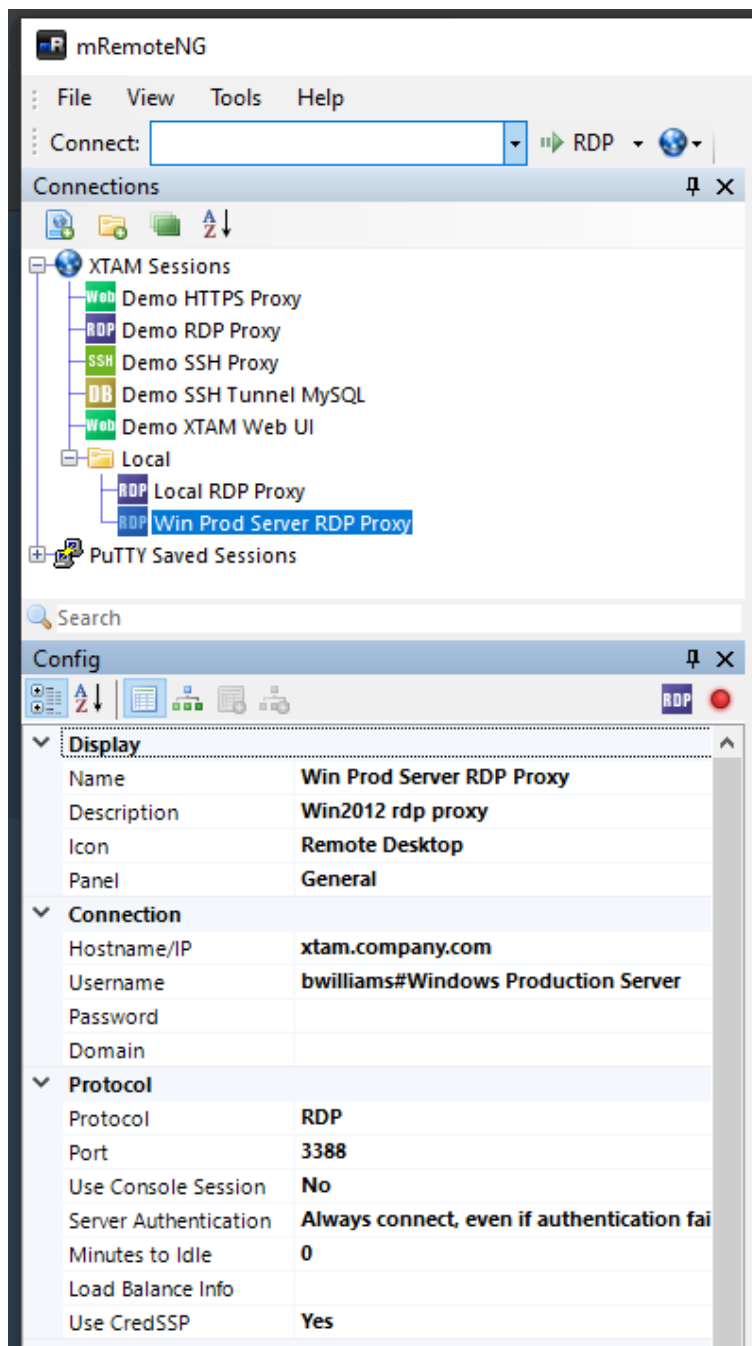 mRemoteNG
File View Tools Help
Connect: RDP
Connections
XTAM Sessions
Web Demo HTTPS Proxy
RDP Demo RDP Proxy
SSH Demo SSH Proxy
DB Demo SSH Tunnel MySQL
Web Demo XTAM Web UI
Local
RDP Local RDP Proxy
RDP Win Prod Server RDP Proxy
PuTTY Saved Sessions
Search
Config
RDP
Display
Name Win Prod Server RDP Proxy
Description Win2012 rdp proxy
Icon Remote Desktop
Panel General
Connection
Hostname/IP xtam.company.com
Username bwilliams#Windows Production Server
Password
Domain
Protocol
Protocol RDP
Port 3388
Use Console Session No
Server Authentication Always connect, even if authentication fai
Minutes to Idle 0
Load Balance Info
Use CredSSP Yes